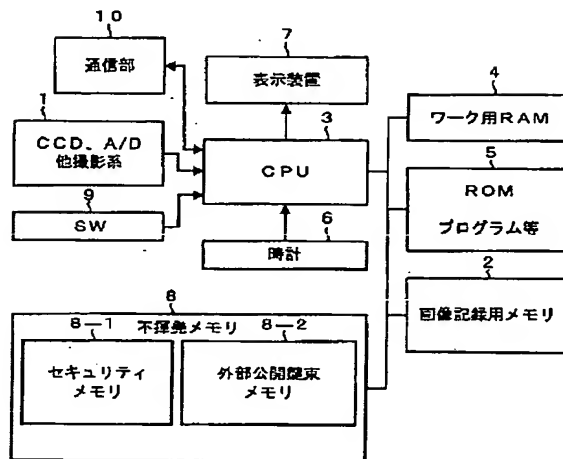 10
通信部
7
表示装置
1
CCD、A/D
他撮影系
3
CPU
4
ワーク用RAM
5
ROM
プログラム等
9
SW
6
時計
2
画像記録用メモリ
8
不揮発メモリ
8-1
セキュリティ
メモリ
8-2
外部公開鍵束
メモリ